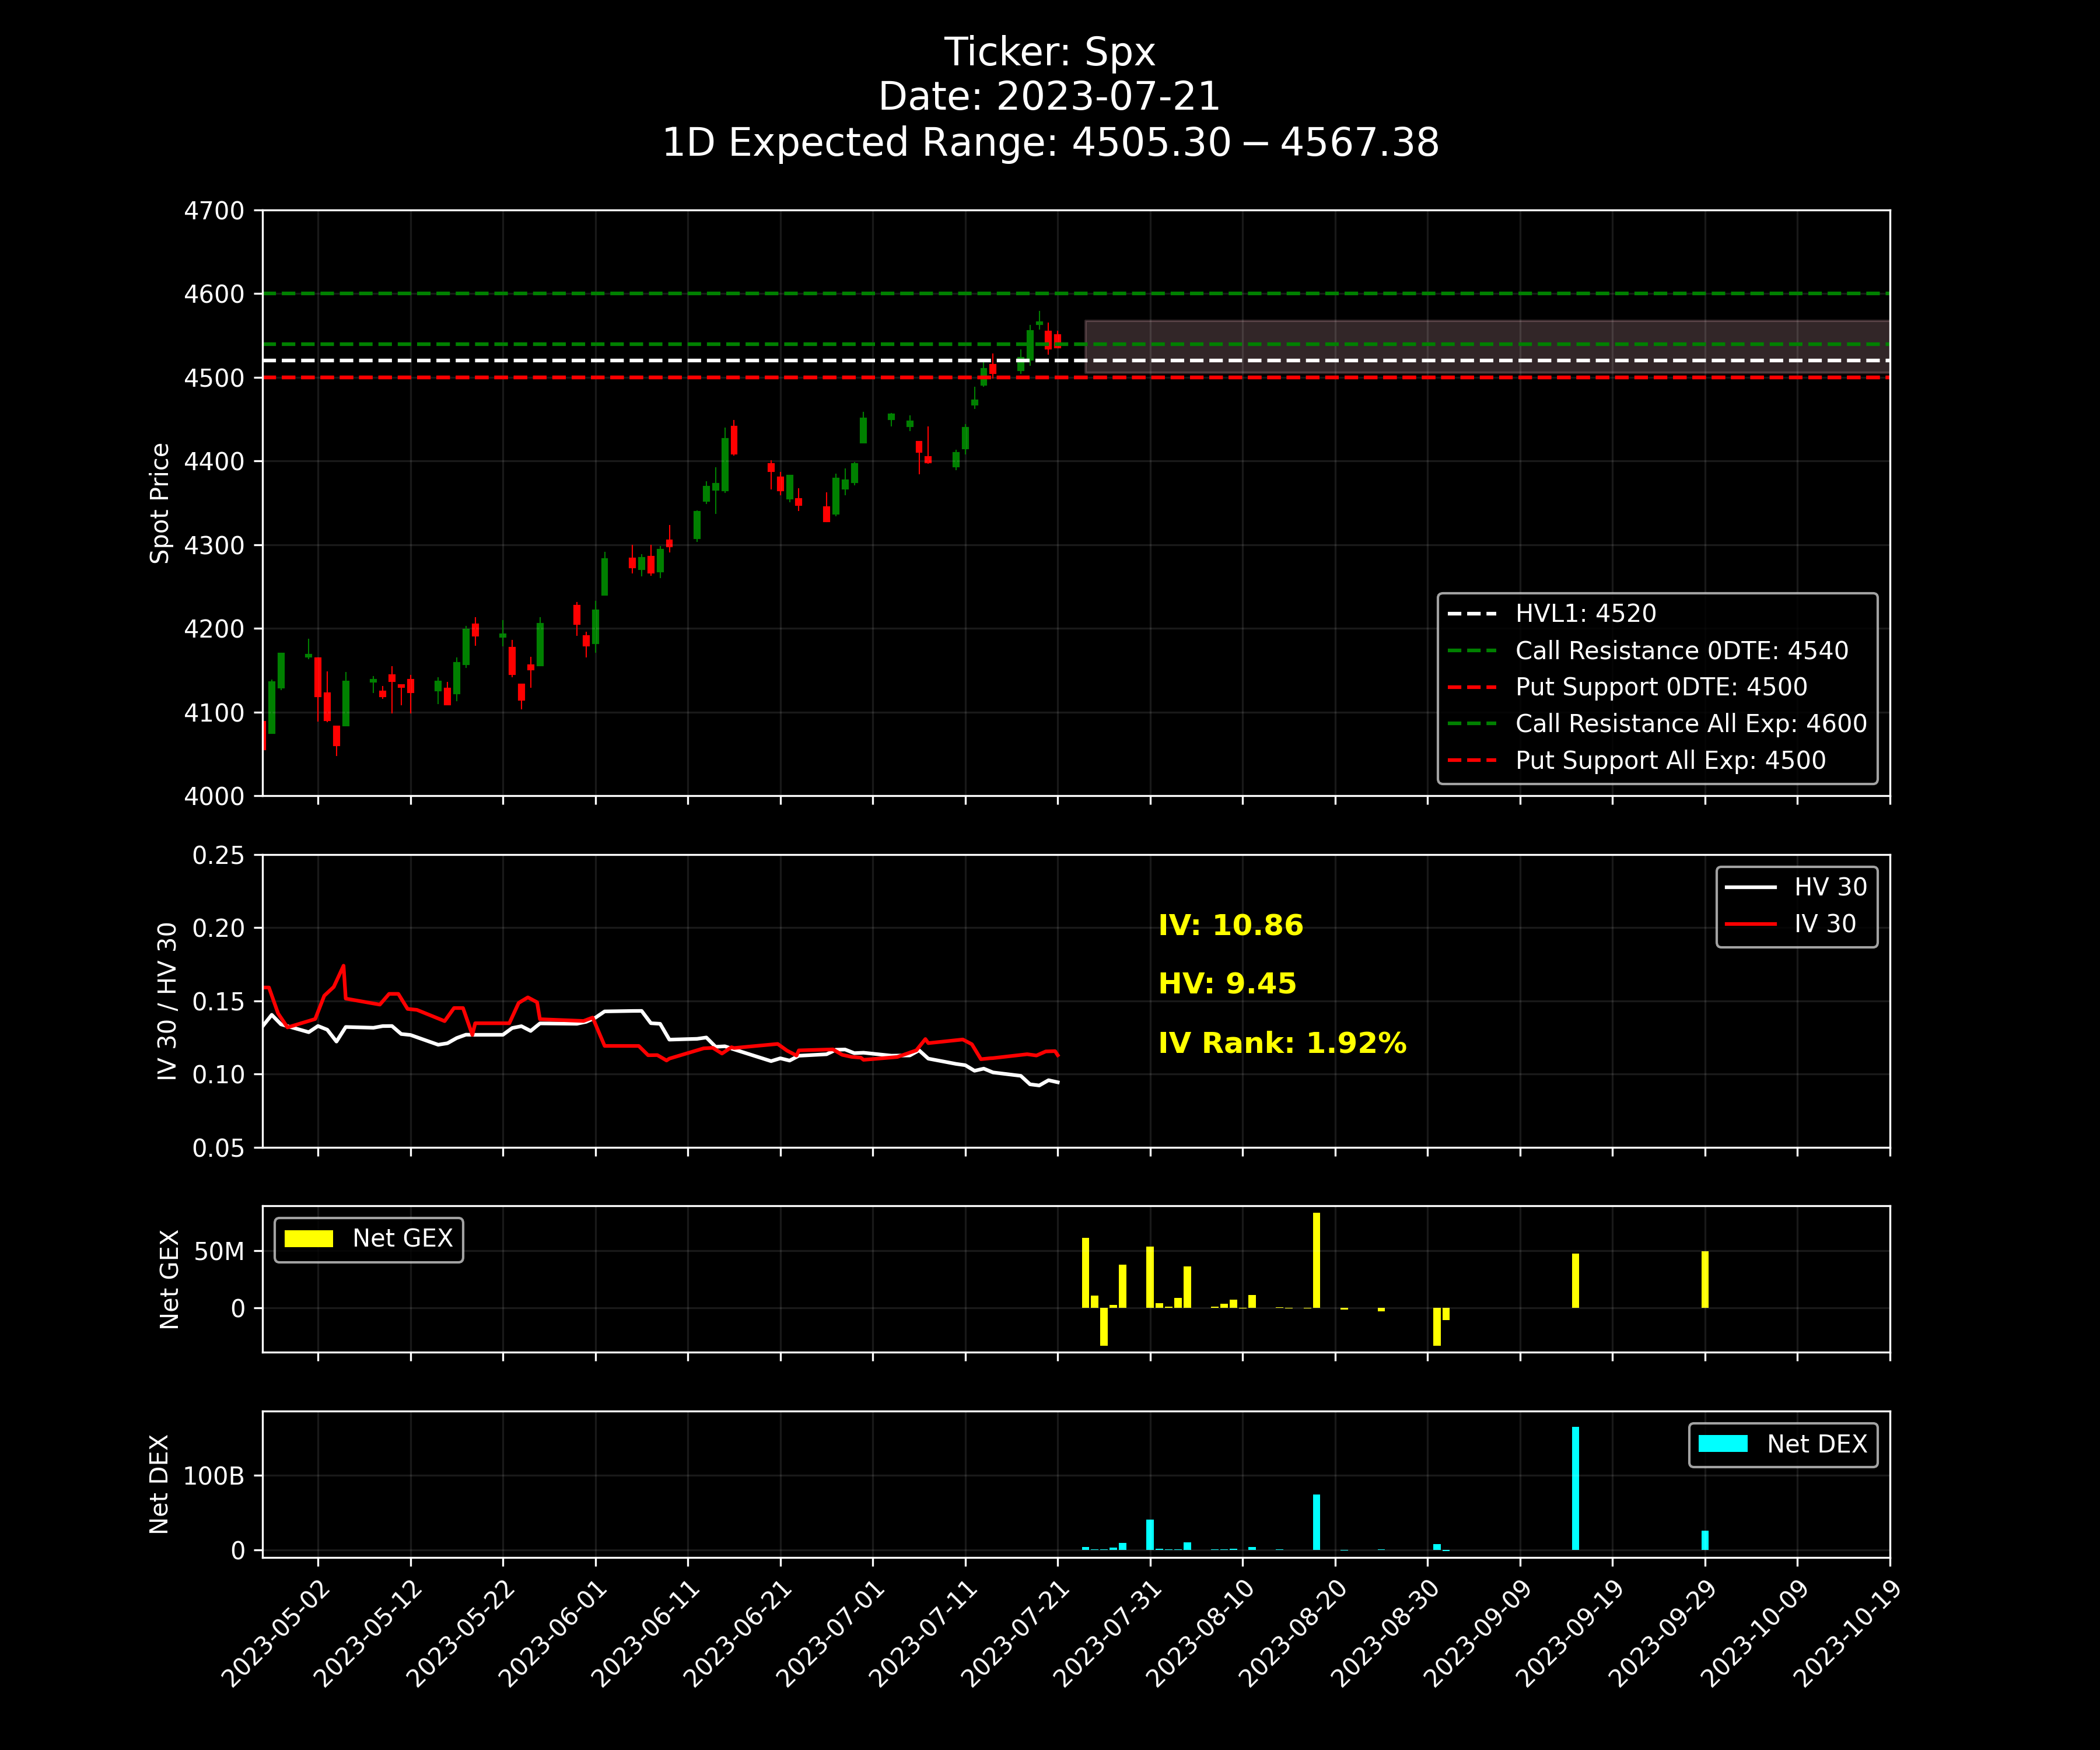 Ticker: Spx
Date: 2023-07-21
1D Expected Range: 4505.30 − 4567.38
4700
4600
4500
4400
4300
4200
4100
4000
Spot Price
HVL1: 4520
Call Resistance 0DTE: 4540
Put Support 0DTE: 4500
Call Resistance All Exp: 4600
Put Support All Exp: 4500
0.25
0.20
0.15
0.10
0.05
IV 30 / HV 30
IV: 10.86
HV: 9.45
IV Rank: 1.92%
HV 30
IV 30
Net GEX
50M
0
Net GEX
Net DEX
100B
0
Net DEX
2023-05-02
2023-05-12
2023-05-22
2023-06-01
2023-06-11
2023-06-21
2023-07-01
2023-07-11
2023-07-21
2023-07-31
2023-08-10
2023-08-20
2023-08-30
2023-09-09
2023-09-19
2023-09-29
2023-10-09
2023-10-19